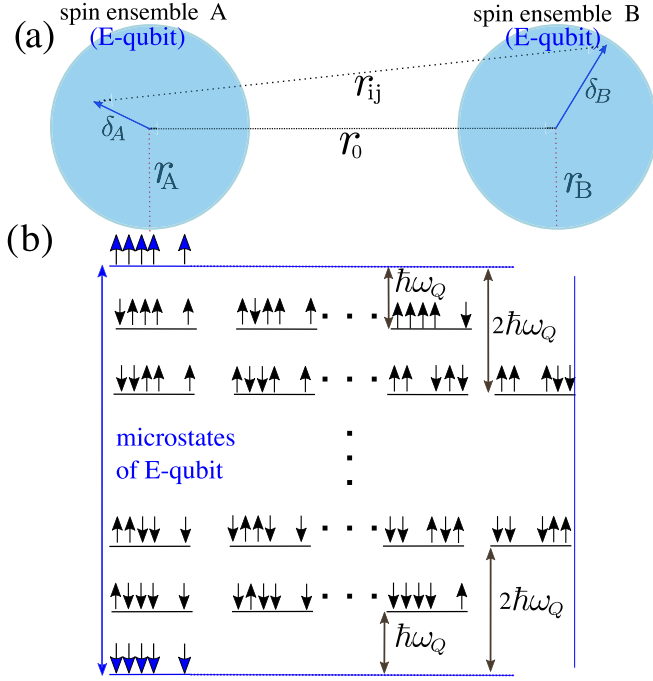 (a)
spin ensemble A
(E-qubit)
spin ensemble B
(E-qubit)
r_ij
δ_A
δ_B
r_0
r_A
r_B
(b)
ħω_Q
2ħω_Q
microstates
of E-qubit
2ħω_Q
ħω_Q